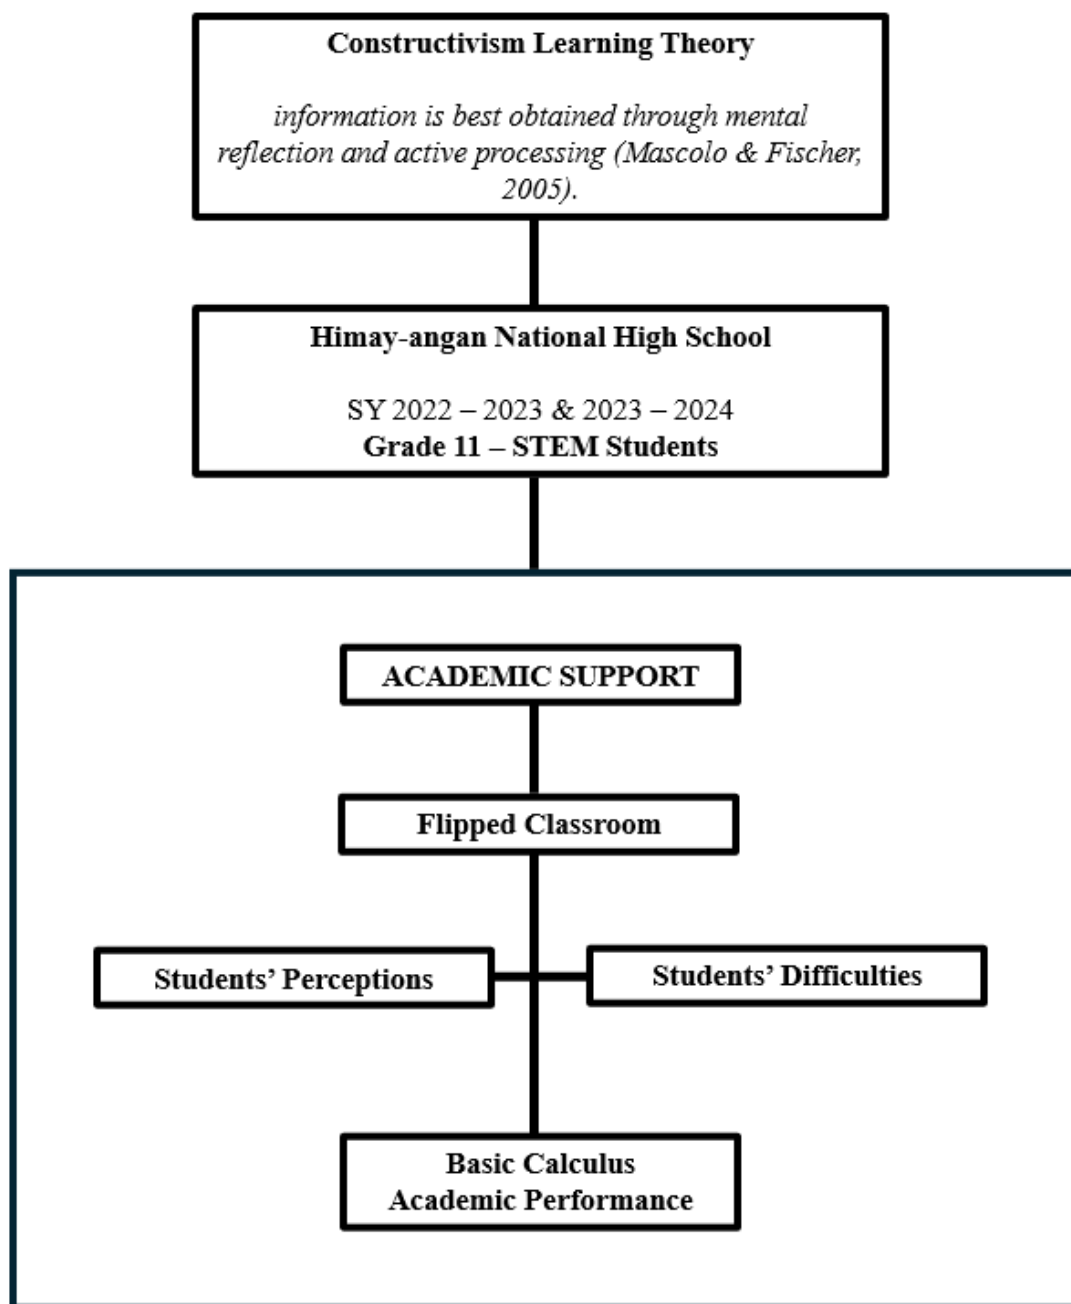 Constructivism Learning Theory
information is best obtained through mental
reflection and active processing (Mascolo & Fischer,
2005).
Himay-angan National High School
SY 2022 – 2023 & 2023 – 2024
Grade 11 – STEM Students
ACADEMIC SUPPORT
Flipped Classroom
Students’ Perceptions
Students’ Difficulties
Basic Calculus
Academic Performance